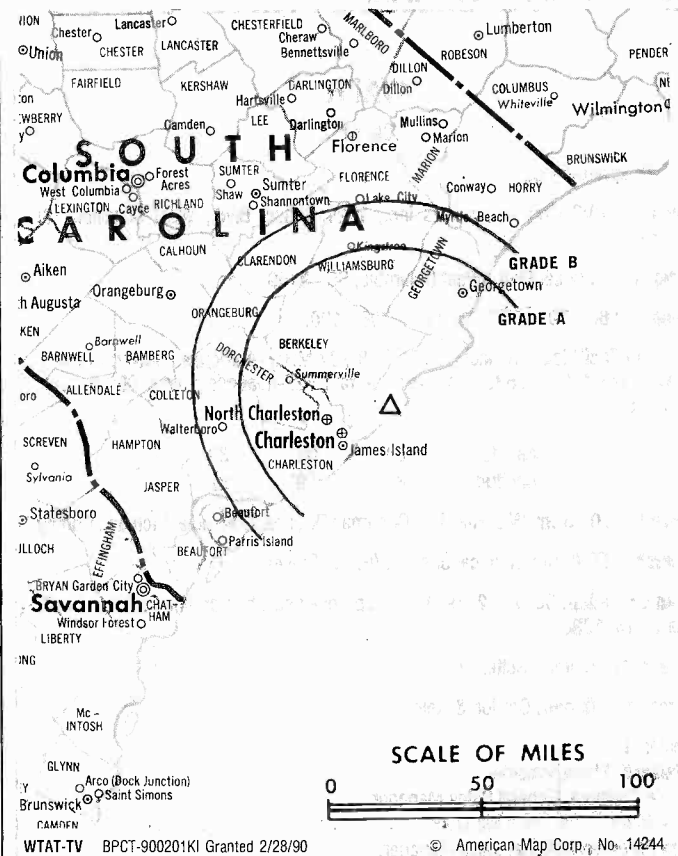 Lancaster
Chester
CHESTERFIELD
Cheraw
MARLBORO
Lumberton
Union
CHESTER
LANCASTER
Bennettsville
ROBESON
PENDER
DILLON
FAIRFIELD
KERSHAW
DARLINGTON
Dillon
COLUMBUS
Hartsville
Whiteville
Wilmington
LEE
Darlington
Mullins
Camden
Florence
Marion
SOUTH
MARION
BRUNSWICK
Columbia
Forest
Acres
SUMTER
Sumter
FLORENCE
West Columbia
Shaw
Conway
HORRY
LEXINGTON
Cayce
RICHLAND
Shannontown
Lake City
CAROLINA
Myrtle Beach
CALHOUN
Kingstree
CLARENDON
WILLIAMSBURG
GRADE B
Aiken
GEORGETOWN
Orangeburg
Georgetown
h Augusta
ORANGEBURG
GRADE A
KEN
Barnwell
BERKELEY
BARNWELL
BAMBERG
DORCHESTER
Summerville
oro
ALLENDALE
COLLETON
North Charleston
Walterboro
Charleston
SCREVEN
HAMPTON
James Island
CHARLESTON
Sylvania
JASPER
Statesboro
Beaufort
EFFINGHAM
Parris Island
ULLOCH
BEAUFORT
BRYAN
Garden City
Savannah
CHAT-
HAM
Windsor Forest
LIBERTY
Mc-
INTOSH
SCALE OF MILES
GLYNN
0 50 100
Arco (Dock Junction)
Saint Simons
Brunswick
CAMDEN
WTAT-TV BPCT-900201KI Granted 2/28/90 © American Map Corp. No. 14244